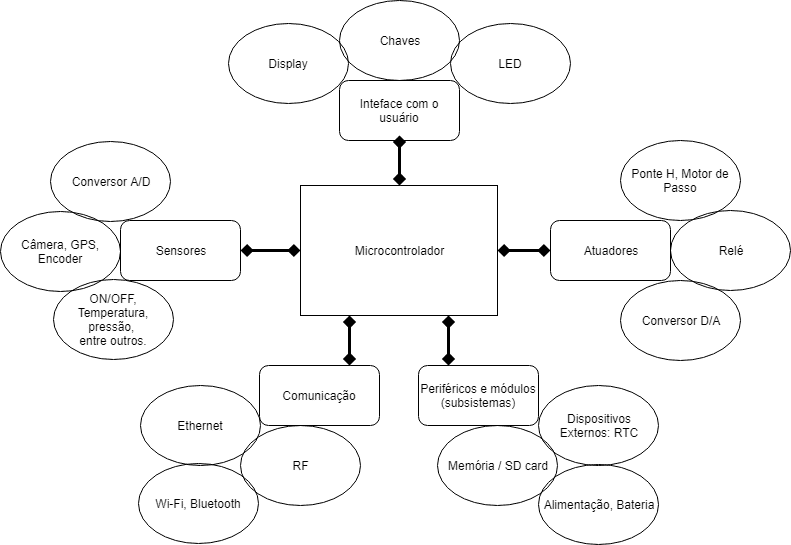 Chaves
Display
LED
Inteface com o
usuário
Conversor A/D
Ponte H, Motor de
Passo
Câmera, GPS,
Encoder
Sensores
Microcontrolador
Atuadores
Relé
ON/OFF,
Temperatura,
pressão,
entre outros.
Conversor D/A
Comunicação
Periféricos e módulos
(subsistemas)
Ethernet
Dispositivos
Externos: RTC
RF
Memória / SD card
Wi-Fi, Bluetooth
Alimentação, Bateria